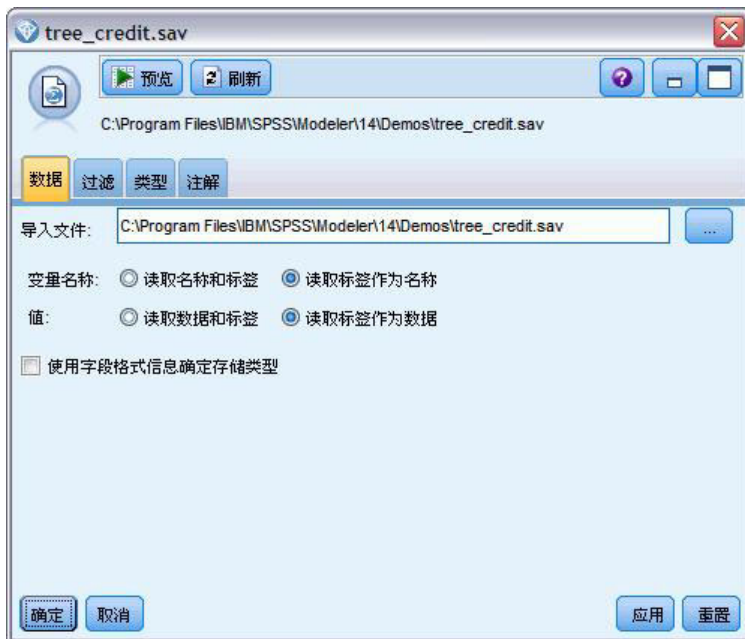 tree_credit.sav
预览 刷新
C:\Program Files\IBM\SPSS\Modeler\14\Demos\tree_credit.sav
数据 过滤 类型 注解
导入文件: C:\Program Files\IBM\SPSS\Modeler\14\Demos\tree_credit.sav ...
变量名称: 读取名称和标签 读取标签作为名称
值: 读取数据和标签 读取标签作为数据
使用字段格式信息确定存储类型
确定 取消 应用 重置